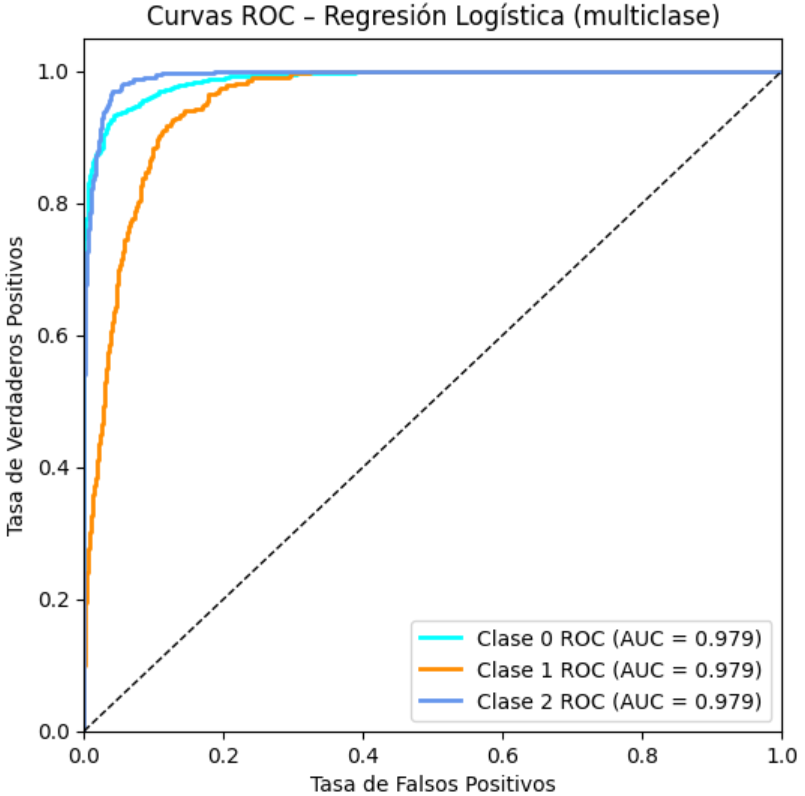 Curvas ROC – Regresión Logística (multiclase)
1.0
0.8
0.6
0.4
0.2
0.0
Tasa de Verdaderos Positivos
Clase 0 ROC (AUC = 0.979)
Clase 1 ROC (AUC = 0.979)
Clase 2 ROC (AUC = 0.979)
0.0 0.2 0.4 0.6 0.8 1.0
Tasa de Falsos Positivos